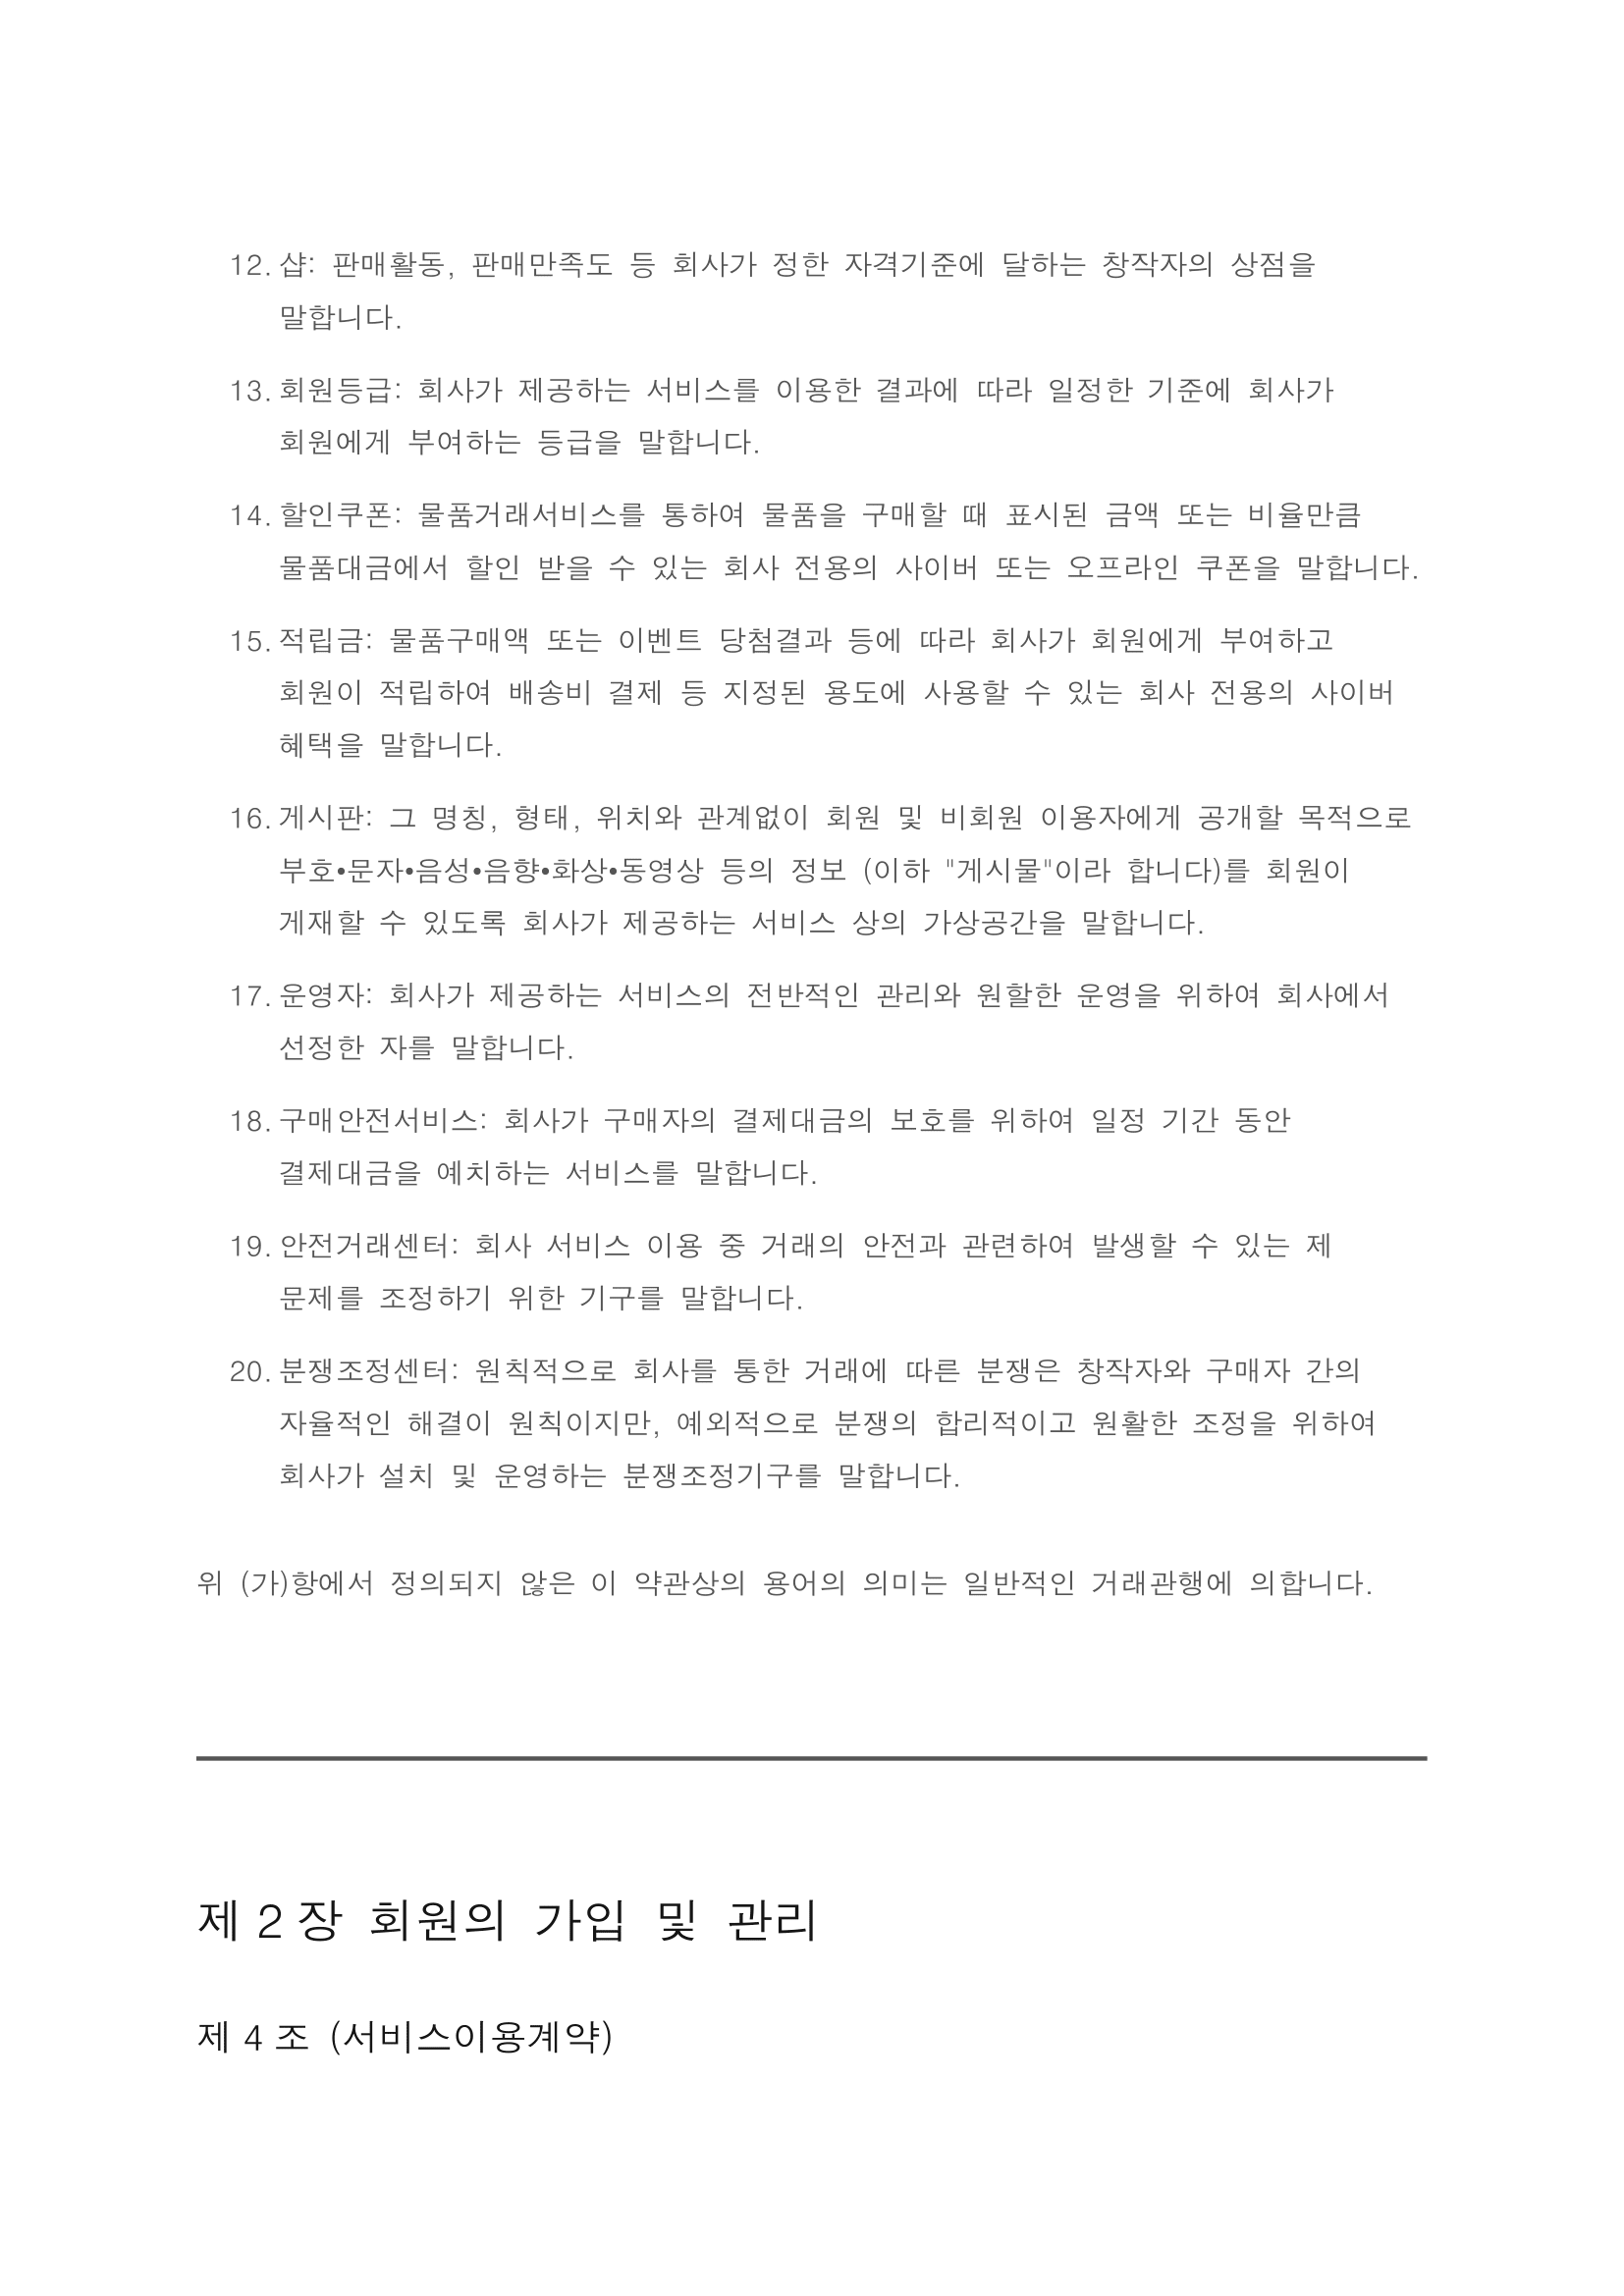 12. 샵: 판매활동, 판매만족도 등 회사가 정한 자격기준에 달하는 창작자의 상점을
말합니다.
13. 회원등급: 회사가 제공하는 서비스를 이용한 결과에 따라 일정한 기준에 회사가
회원에게 부여하는 등급을 말합니다.
14. 할인쿠폰: 물품거래서비스를 통하여 물품을 구매할 때 표시된 금액 또는 비율만큼
물품대금에서 할인 받을 수 있는 회사 전용의 사이버 또는 오프라인 쿠폰을 말합니다.
15. 적립금: 물품구매액 또는 이벤트 당첨결과 등에 따라 회사가 회원에게 부여하고
회원이 적립하여 배송비 결제 등 지정된 용도에 사용할 수 있는 회사 전용의 사이버
혜택을 말합니다.
16. 게시판: 그 명칭, 형태, 위치와 관계없이 회원 및 비회원 이용자에게 공개할 목적으로
부호•문자•음성•음향•화상•동영상 등의 정보 (이하 "게시물"이라 합니다)를 회원이
게재할 수 있도록 회사가 제공하는 서비스 상의 가상공간을 말합니다.
17. 운영자: 회사가 제공하는 서비스의 전반적인 관리와 원할한 운영을 위하여 회사에서
선정한 자를 말합니다.
18. 구매안전서비스: 회사가 구매자의 결제대금의 보호를 위하여 일정 기간 동안
결제대금을 예치하는 서비스를 말합니다.
19. 안전거래센터: 회사 서비스 이용 중 거래의 안전과 관련하여 발생할 수 있는 제
문제를 조정하기 위한 기구를 말합니다.
20. 분쟁조정센터: 원칙적으로 회사를 통한 거래에 따른 분쟁은 창작자와 구매자 간의
자율적인 해결이 원칙이지만, 예외적으로 분쟁의 합리적이고 원활한 조정을 위하여
회사가 설치 및 운영하는 분쟁조정기구를 말합니다.
위 (가)항에서 정의되지 않은 이 약관상의 용어의 의미는 일반적인 거래관행에 의합니다.
제 2 장 회원의 가입 및 관리
제 4 조 (서비스이용계약)